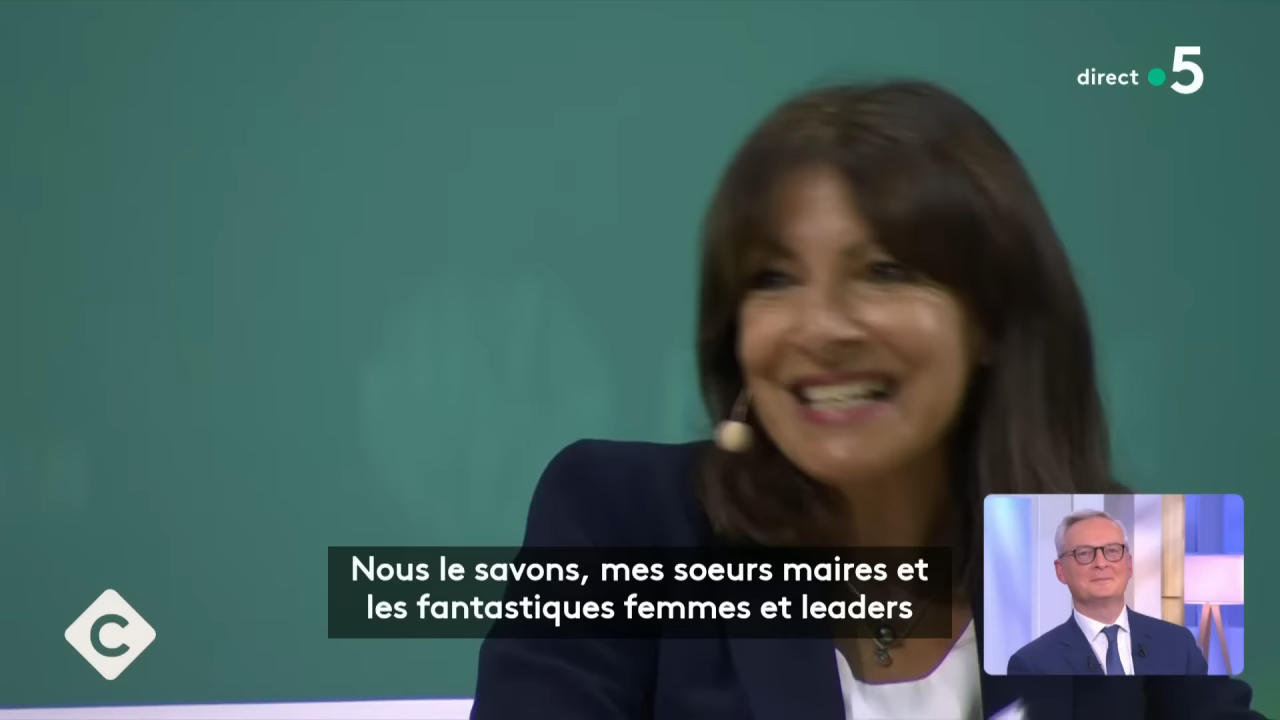 direct 5
C
Nous le savons, mes soeurs maires et
les fantastiques femmes et leaders